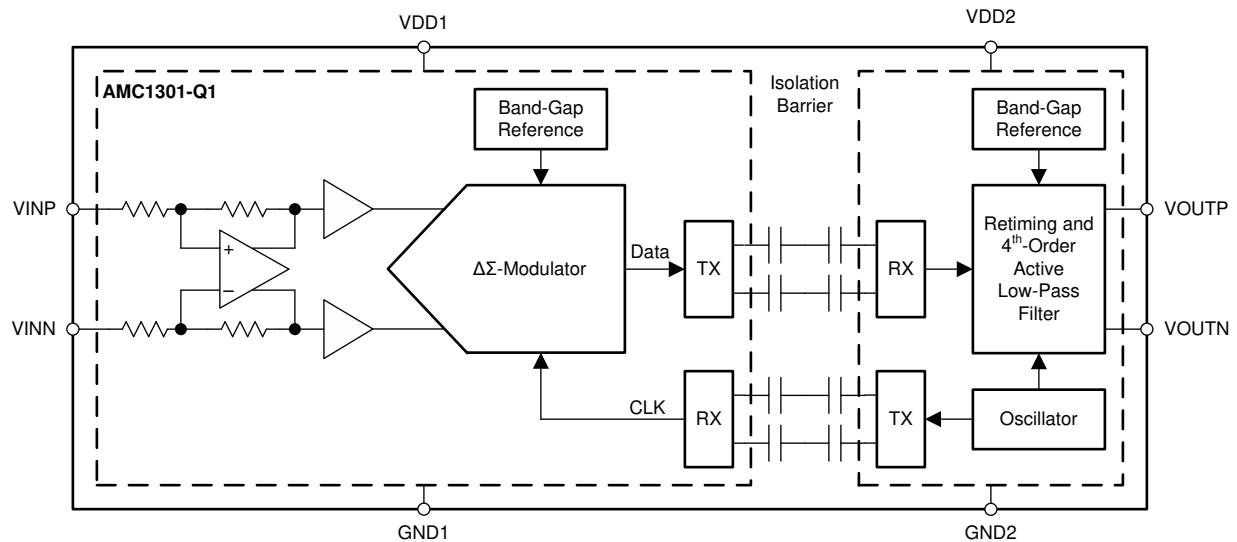 VDD1
VDD2
AMC1301-Q1
Isolation
Barrier
Band-Gap
Reference
Band-Gap
Reference
VINP
VOUTP
+
−
ΔΣ-Modulator
Data
TX
RX
Retiming and
4th-Order
Active
Low-Pass
Filter
VINN
VOUTN
CLK
RX
TX
Oscillator
GND1
GND2